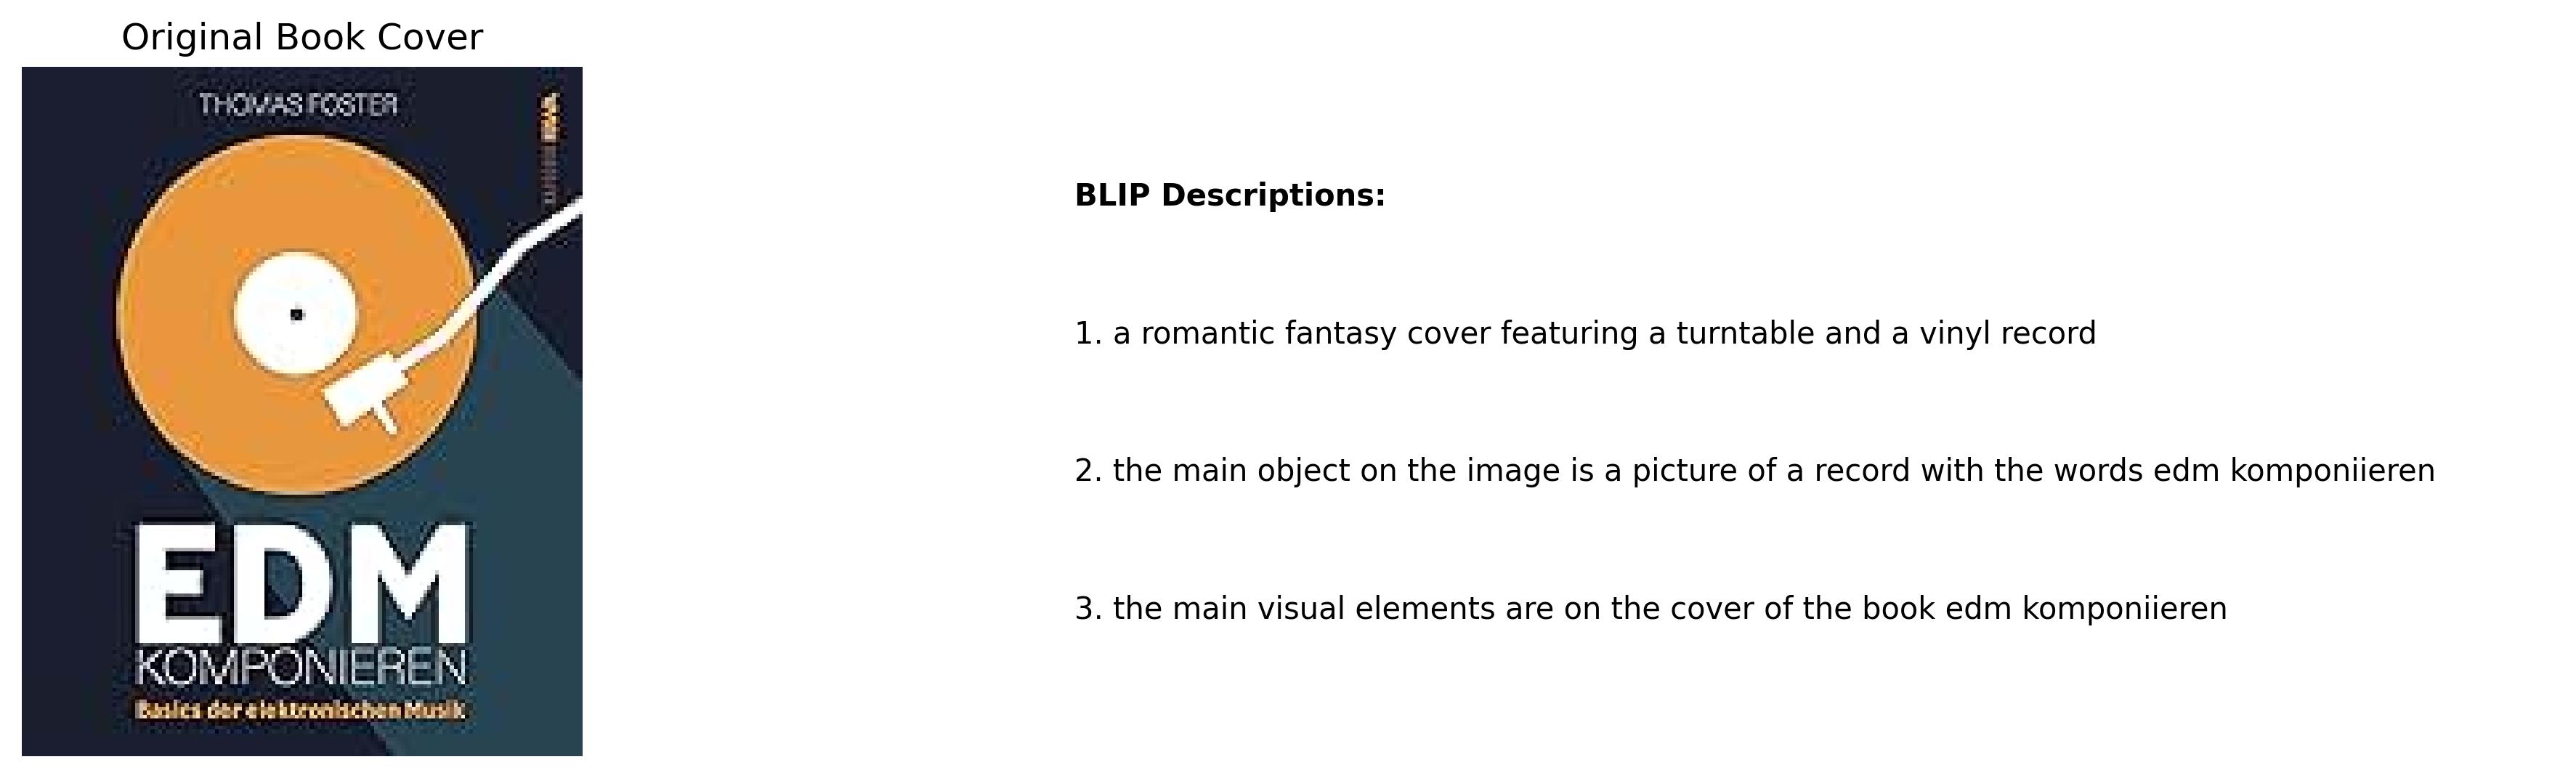 Original Book Cover
THOMAS FOSTER
EDM
KOMPONIEREN
Basics der elektronischen Musik
BLIP Descriptions:
1. a romantic fantasy cover featuring a turntable and a vinyl record
2. the main object on the image is a picture of a record with the words edm komponiieren
3. the main visual elements are on the cover of the book edm komponiieren